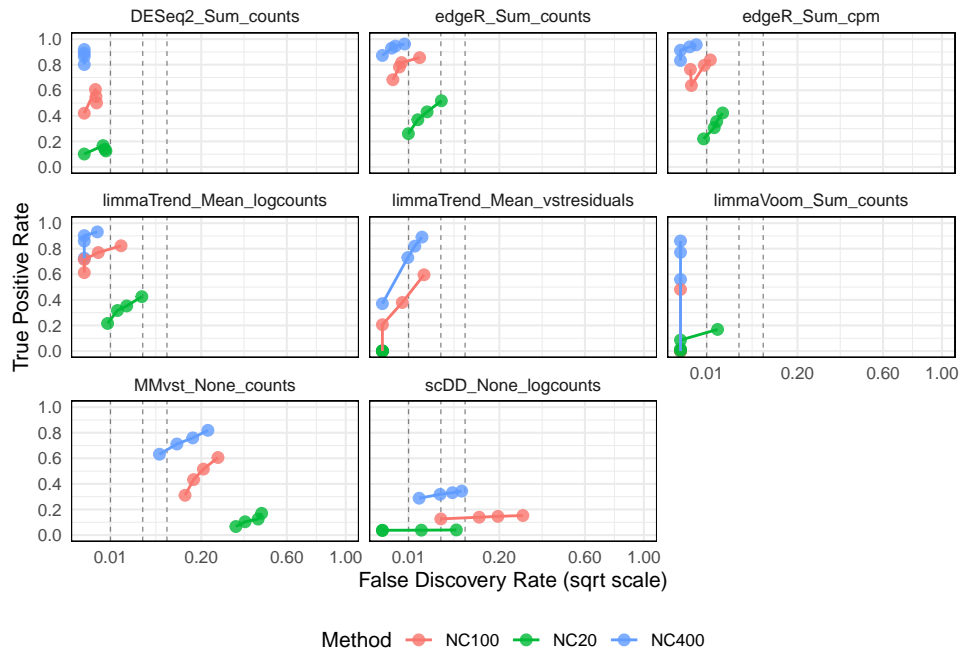 DESeq2_Sum_counts edgeR_Sum_counts edgeR_Sum_cpm
1.0
0.8
0.6
0.4
0.2
0.0
limmaTrend_Mean_logcounts limmaTrend_Mean_vstresiduals limmaVoom_Sum_counts
True Positive Rate
1.0
0.8
0.6
0.4
0.2
0.0
0.01 0.20 0.60 1.00
MMvst_None_counts scDD_None_logcounts
1.0
0.8
0.6
0.4
0.2
0.0
0.01 0.20 0.60 1.00 0.01 0.20 0.60 1.00
False Discovery Rate (sqrt scale)
Method NC100 NC20 NC400